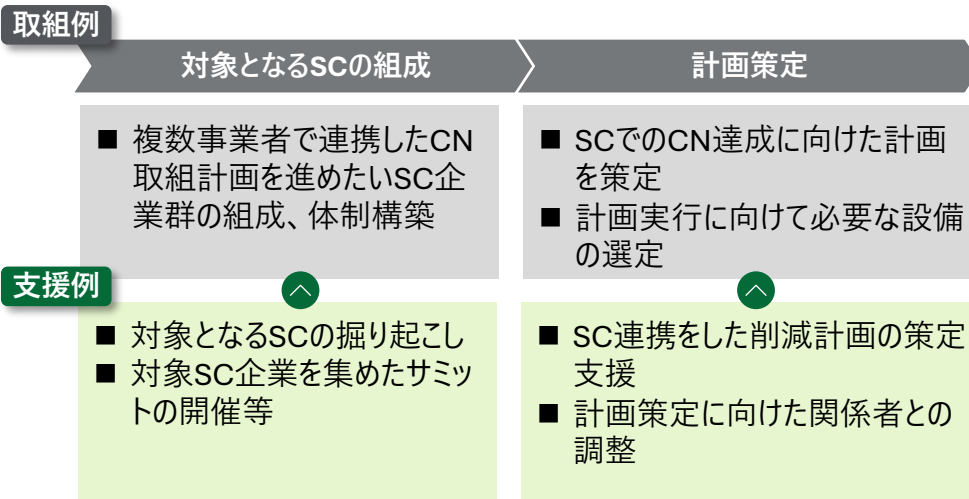 取組例
対象となるSCの組成
計画策定
■ 複数事業者で連携したCN
取組計画を進めたいSC企
業群の組成、体制構築
■ SCでのCN達成に向けた計画
を策定
■ 計画実行に向けて必要な設備
の選定
支援例
■ 対象となるSCの掘り起こし
■ 対象SC企業を集めたサミッ
トの開催等
■ SC連携をした削減計画の策定
支援
■ 計画策定に向けた関係者との
調整